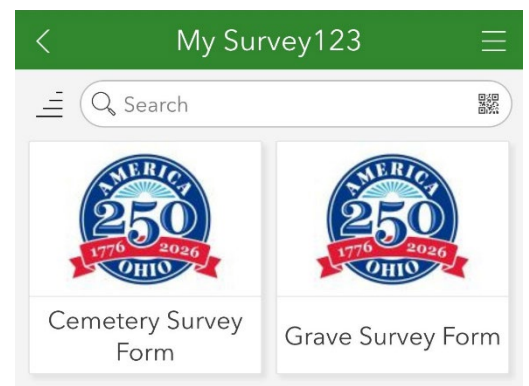 My Survey123
Search
AMERICA
250
1776 2026
OHIO
AMERICA
250
1776 2026
OHIO
Cemetery Survey
Form
Grave Survey Form